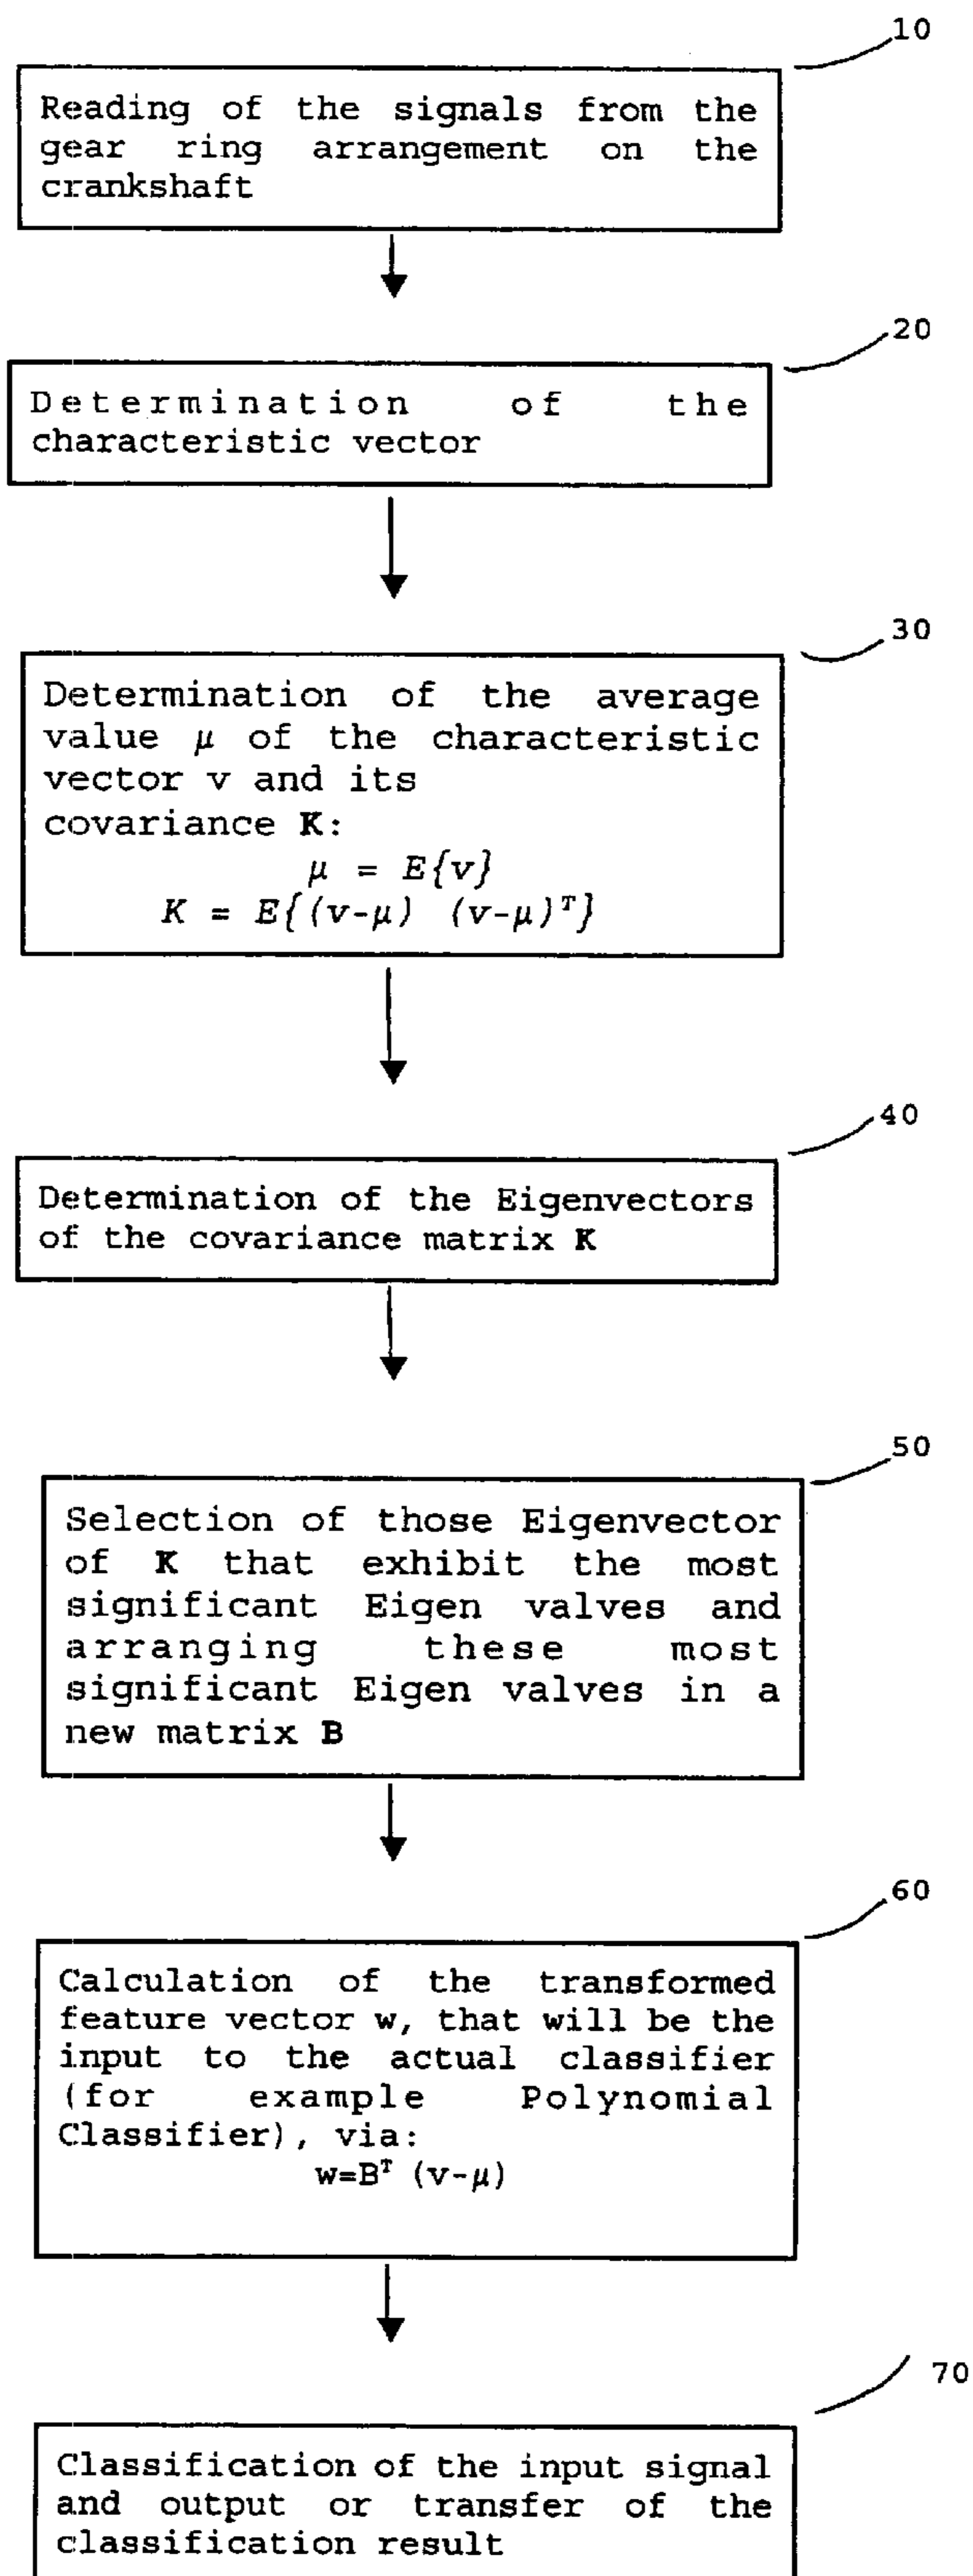 10
Reading of the signals from the
gear ring arrangement on the
crankshaft
20
Determination of the
characteristic vector
30
Determination of the average
value μ of the characteristic
vector v and its
covariance K:
μ = E{v}
K = E{(v-μ) (v-μ)ᵀ}
40
Determination of the Eigenvectors
of the covariance matrix K
50
Selection of those Eigenvector
of K that exhibit the most
significant Eigen valves and
arranging these most
significant Eigen valves in a
new matrix B
60
Calculation of the transformed
feature vector w, that will be the
input to the actual classifier
(for example Polynomial
Classifier), via:
w=Bᵀ (v-μ)
70
Classification of the input signal
and output or transfer of the
classification result